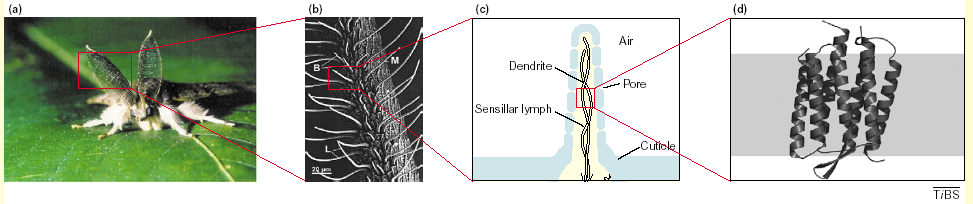 (a)
(b)
(c)
(d)
B
M
L
20 µm
Air
Dendrite
Pore
Sensillar lymph
Cuticle
TiBS